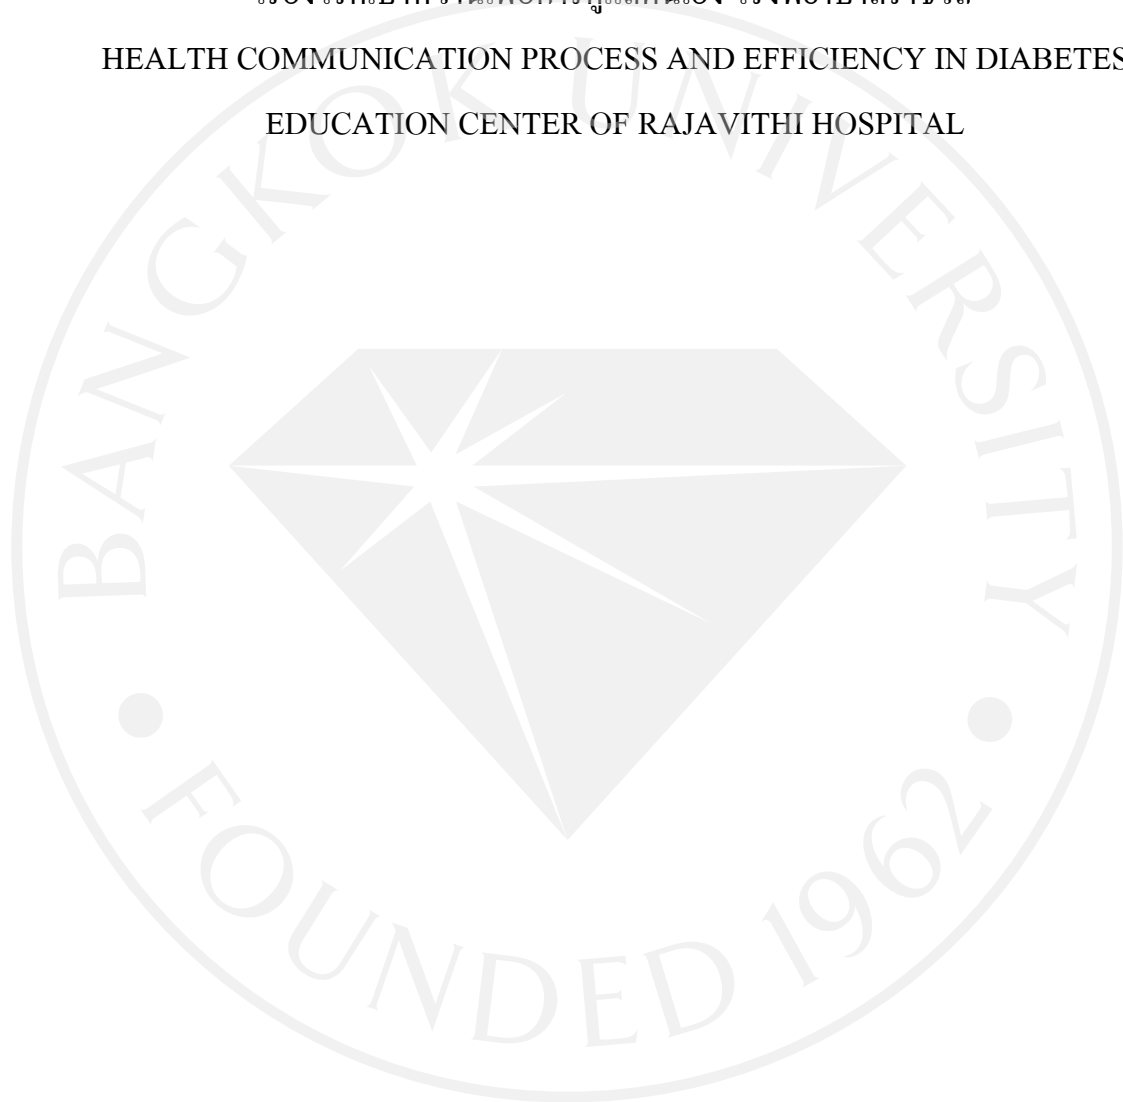 HEALTH COMMUNICATION PROCESS AND EFFICIENCY IN DIABETES
EDUCATION CENTER OF RAJAVITHI HOSPITAL
BANGKOK UNIVERSITY
FOUNDED 1962